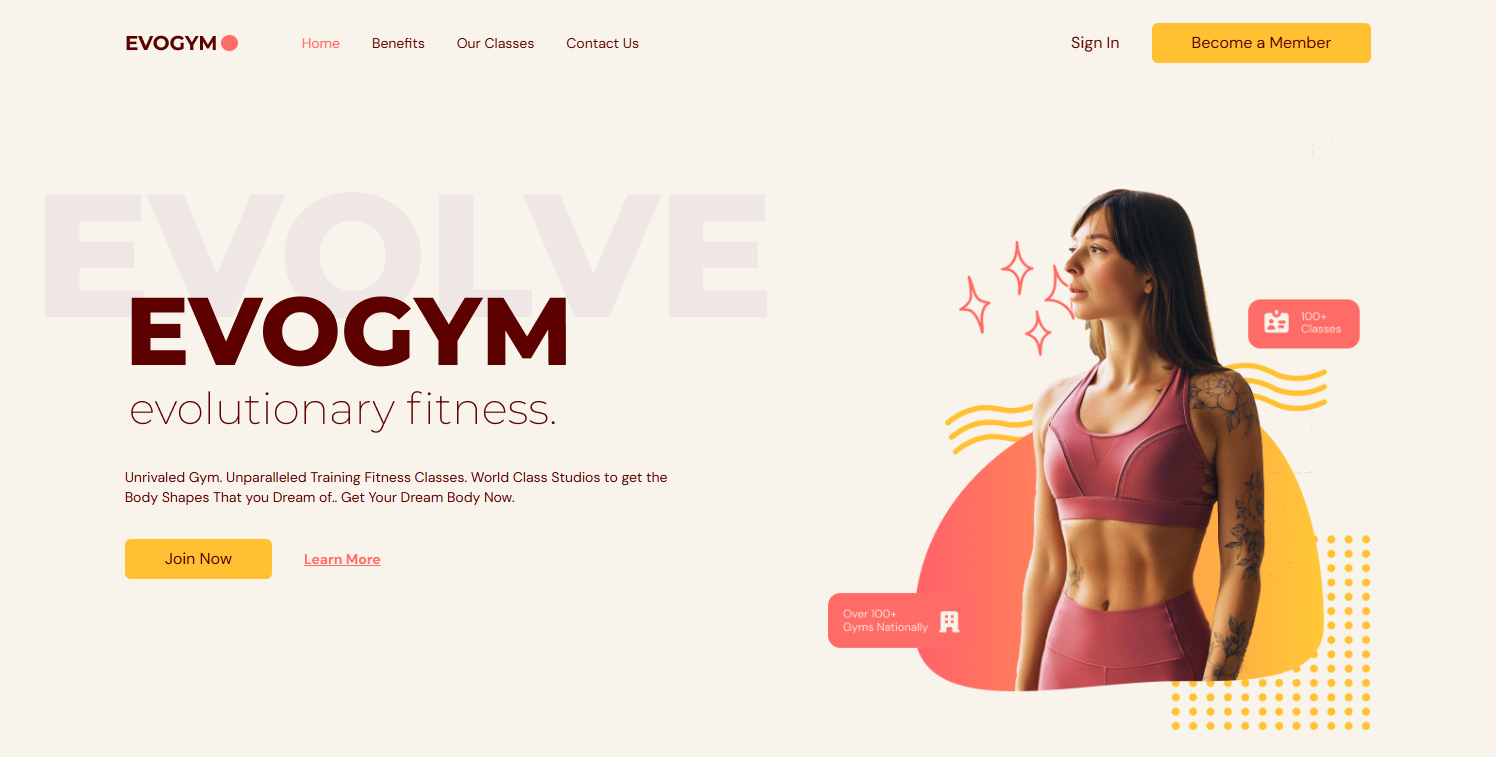 EVOGYM
Home Benefits Our Classes Contact Us
Sign In Become a Member
EVOLVE
EVOGYM
evolutionary fitness.
Unrivaled Gym. Unparalleled Training Fitness Classes. World Class Studios to get the
Body Shapes That you Dream of.. Get Your Dream Body Now.
Join Now Learn More
100+
Classes
Over 100+
Gyms Nationally